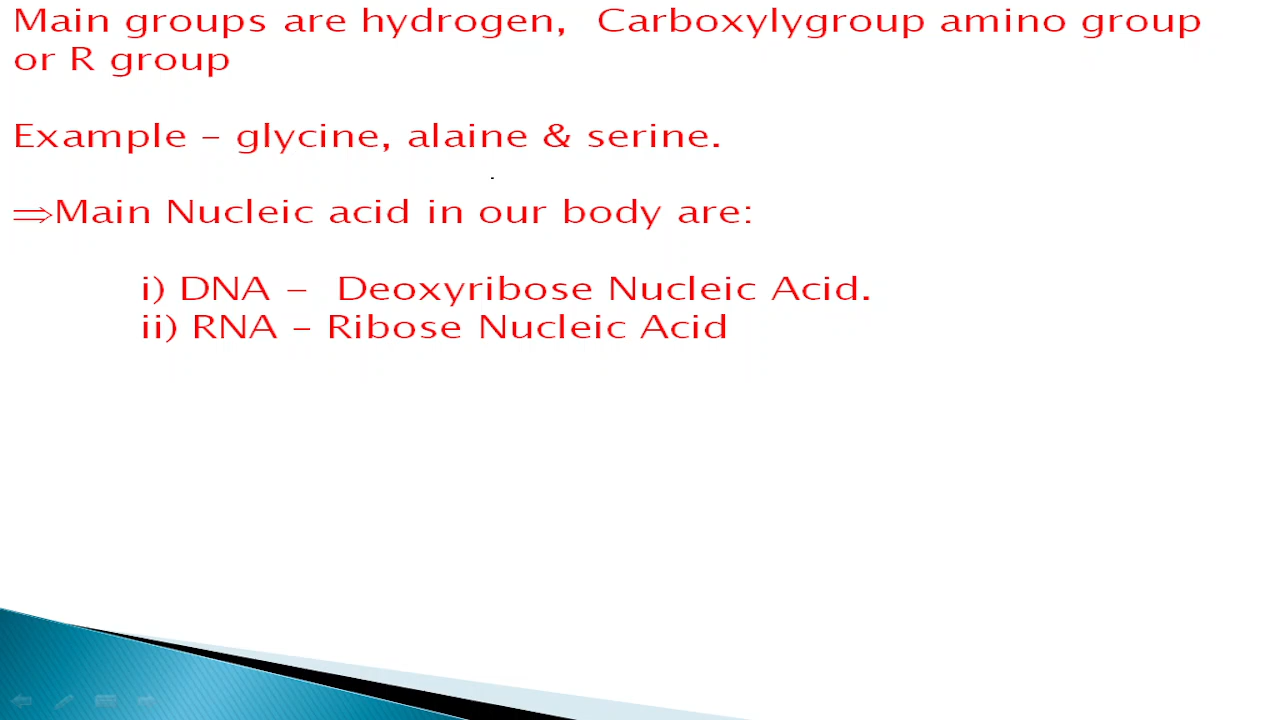 Main groups are hydrogen, Carboxylygroup amino group
or R group
Example – glycine, alaine & serine.
⇒Main Nucleic acid in our body are:
i) DNA – Deoxyribose Nucleic Acid.
ii) RNA – Ribose Nucleic Acid